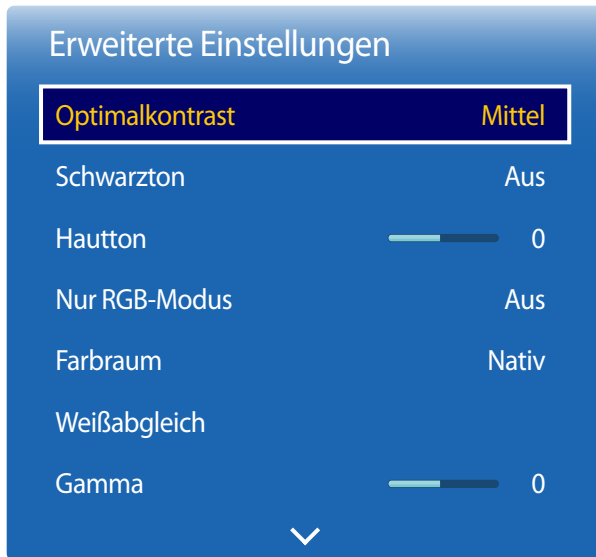 Erweiterte Einstellungen
Optimalkontrast Mittel
Schwarzton Aus
Hautton 0
Nur RGB-Modus Aus
Farbraum Nativ
Weißabgleich
Gamma 0